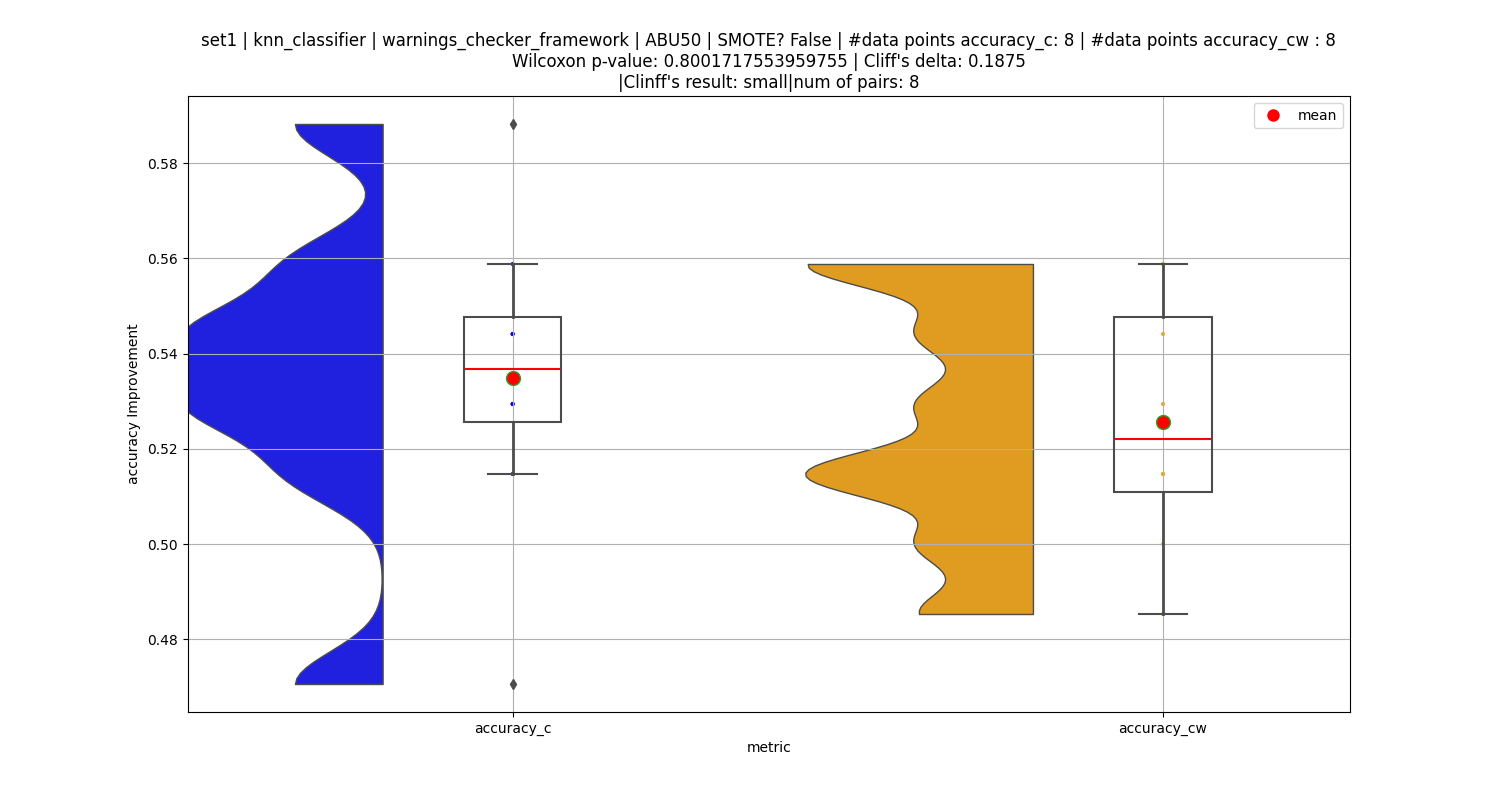 set1 | knn_classifier | warnings_checker_framework | ABU50 | SMOTE? False | #data points accuracy_c: 8 | #data points accuracy_cw : 8
Wilcoxon p-value: 0.8001717553959755 | Cliff's delta: 0.1875
|Clinff's result: small|num of pairs: 8
mean
0.58
0.56
0.54
0.52
0.50
0.48
accuracy Improvement
accuracy_c
accuracy_cw
metric